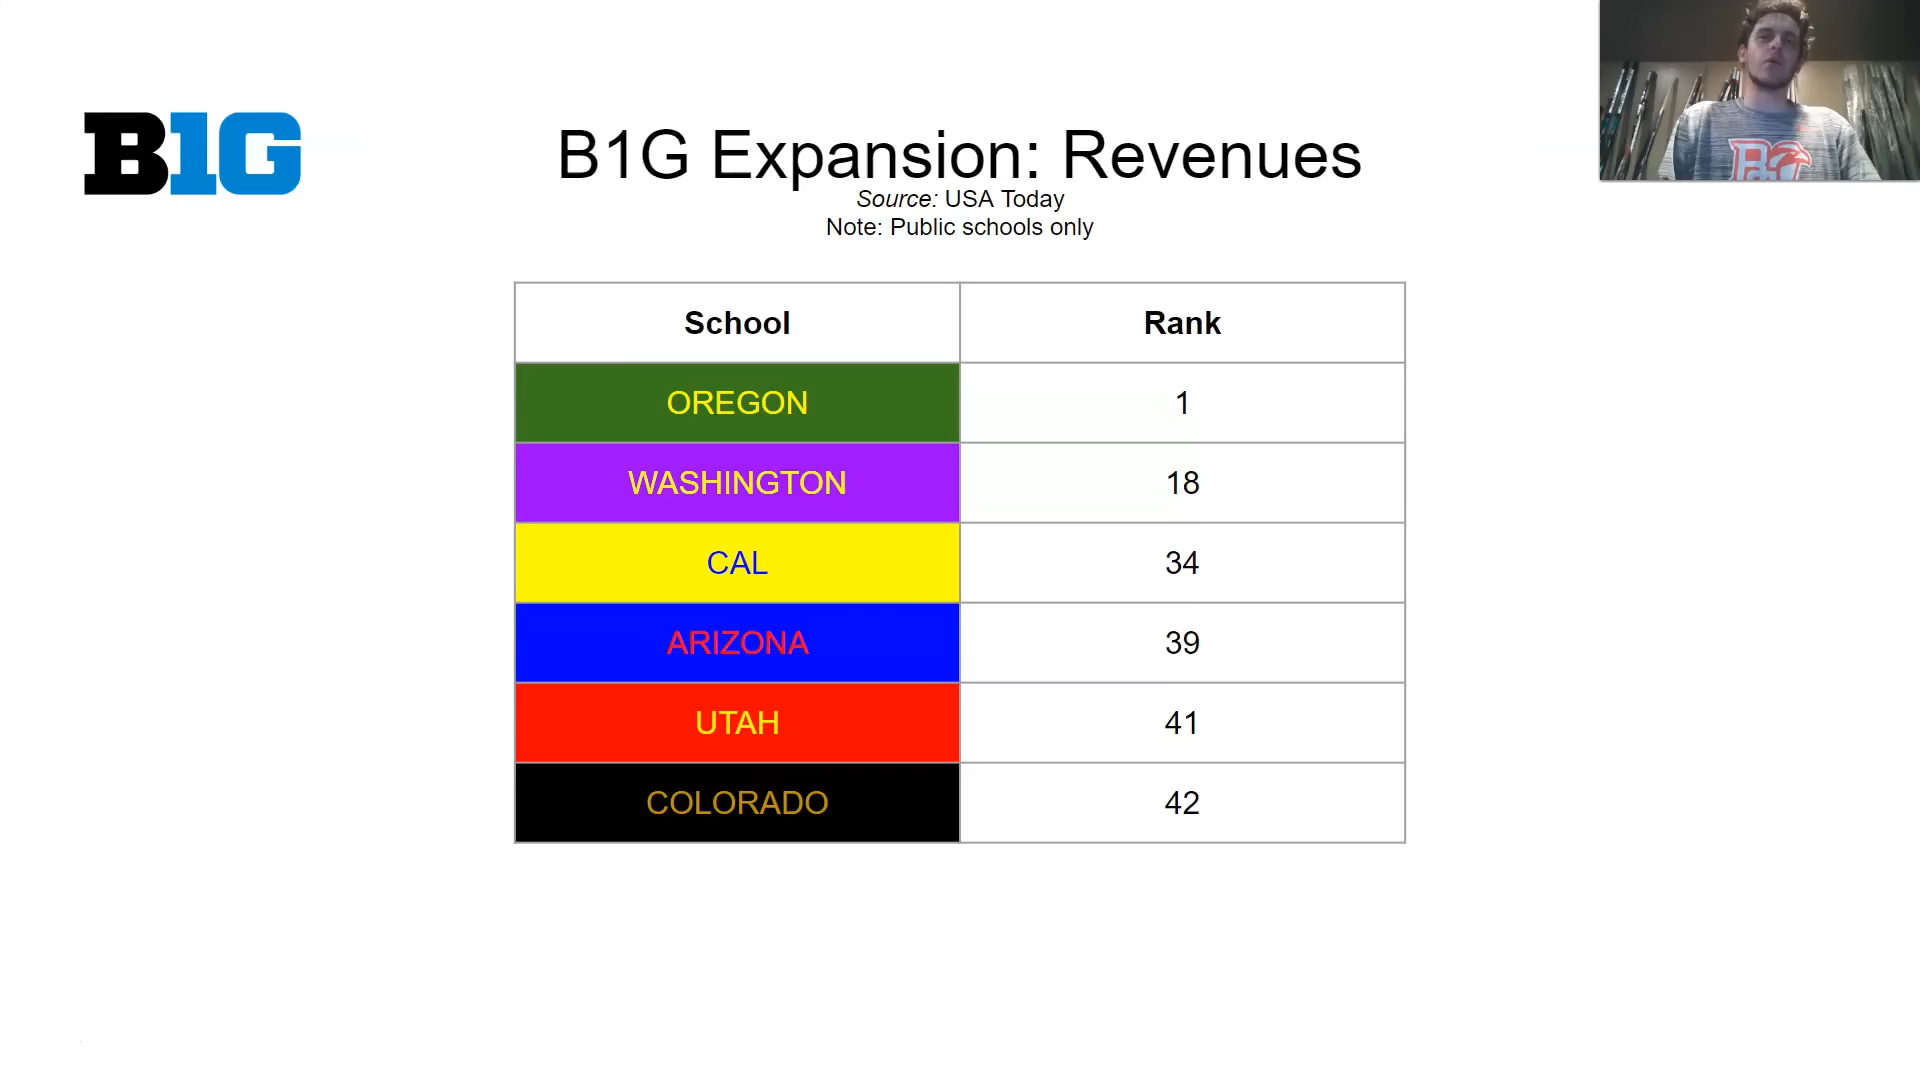 B1G
B1G Expansion: Revenues
Source: USA Today
Note: Public schools only
School Rank
OREGON 1
WASHINGTON 18
CAL 34
ARIZONA 39
UTAH 41
COLORADO 42
BG